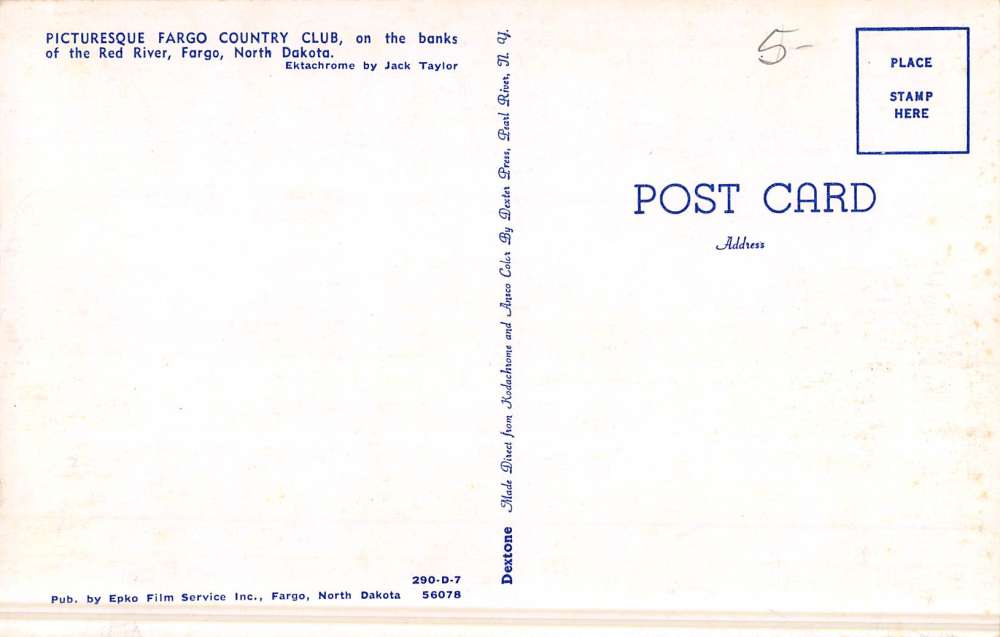 PICTURESQUE FARGO COUNTRY CLUB, on the banks
of the Red River, Fargo, North Dakota.
Ektachrome by Jack Taylor
290-D-7
Pub. by Epko Film Service Inc., Fargo, North Dakota 56078
Dextone Made Direct from Kodachrome and Ansco Color By Dexter Press, Pearl River, N. Y.
5-
PLACE
STAMP
HERE
POST CARD
Address